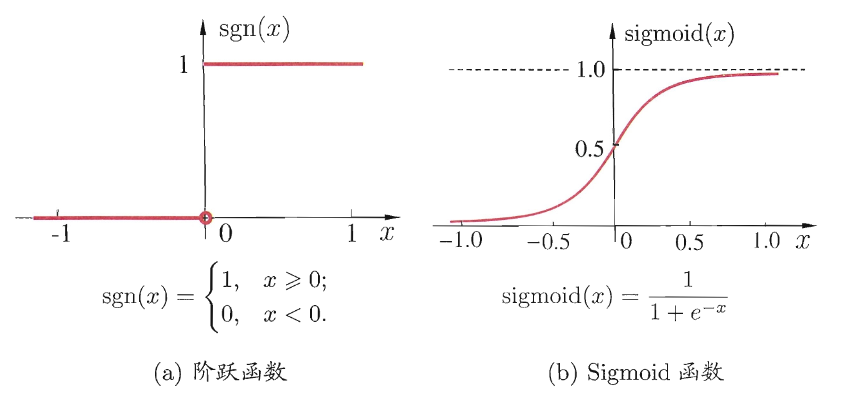 sgn(x)
1
-1
0
1
x
sgn(x) = {1, x ⩾ 0;
0, x < 0.
(a) 阶跃函数
sigmoid(x)
1.0
0.5
−1.0
−0.5
0
0.5
1.0
x
sigmoid(x) = 1 / (1 + e^{−x})
(b) Sigmoid 函数